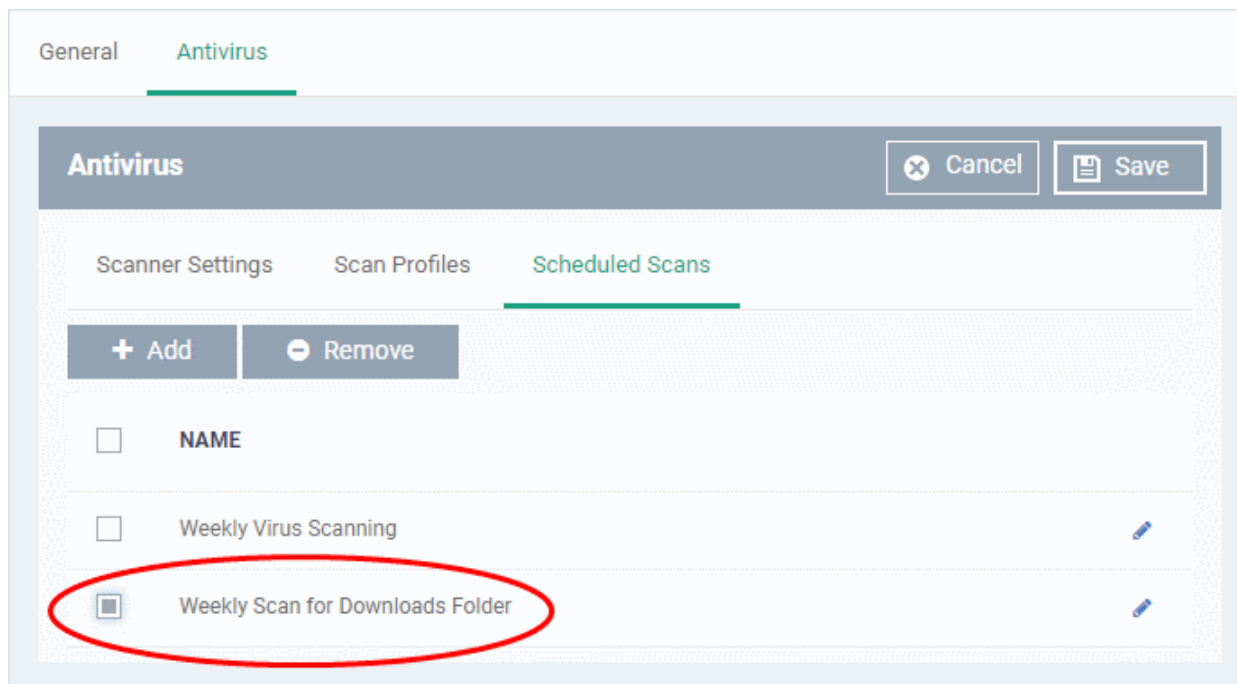 General Antivirus
Antivirus Cancel Save
Scanner Settings Scan Profiles Scheduled Scans
Add Remove
NAME
Weekly Virus Scanning
Weekly Scan for Downloads Folder